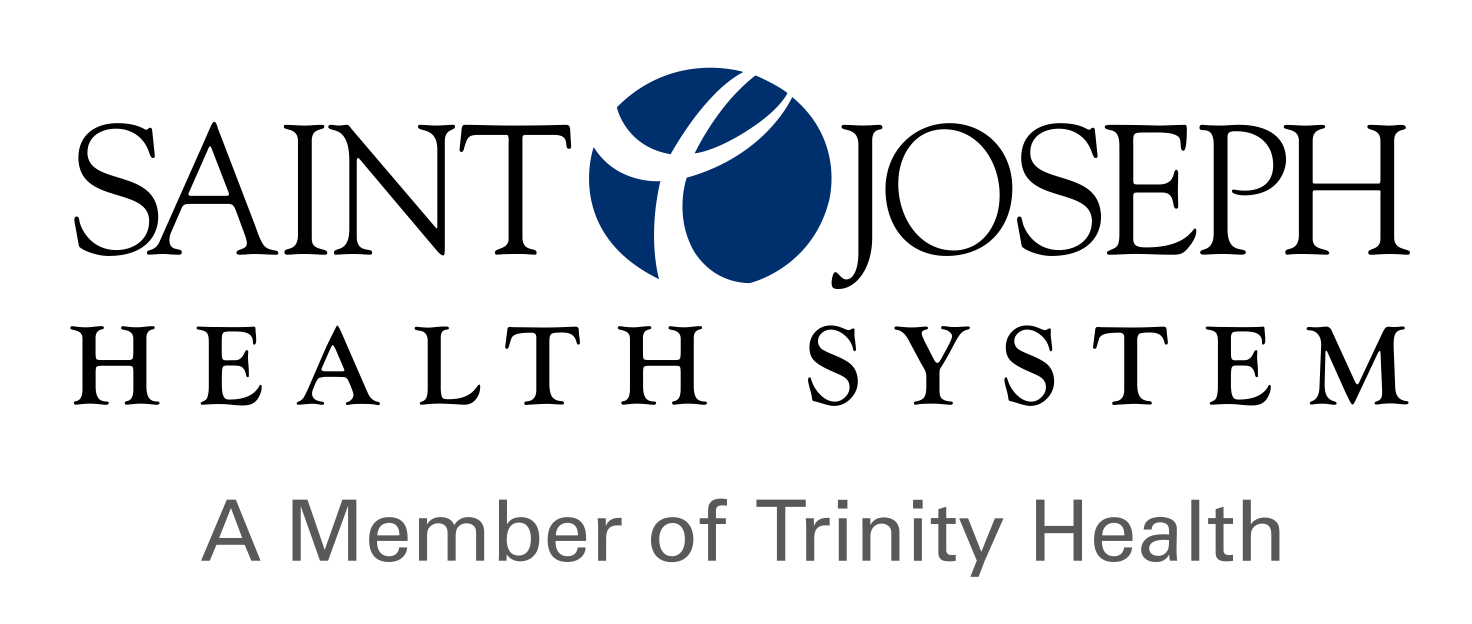 SAINT JOSEPH
HEALTH SYSTEM
A Member of Trinity Health